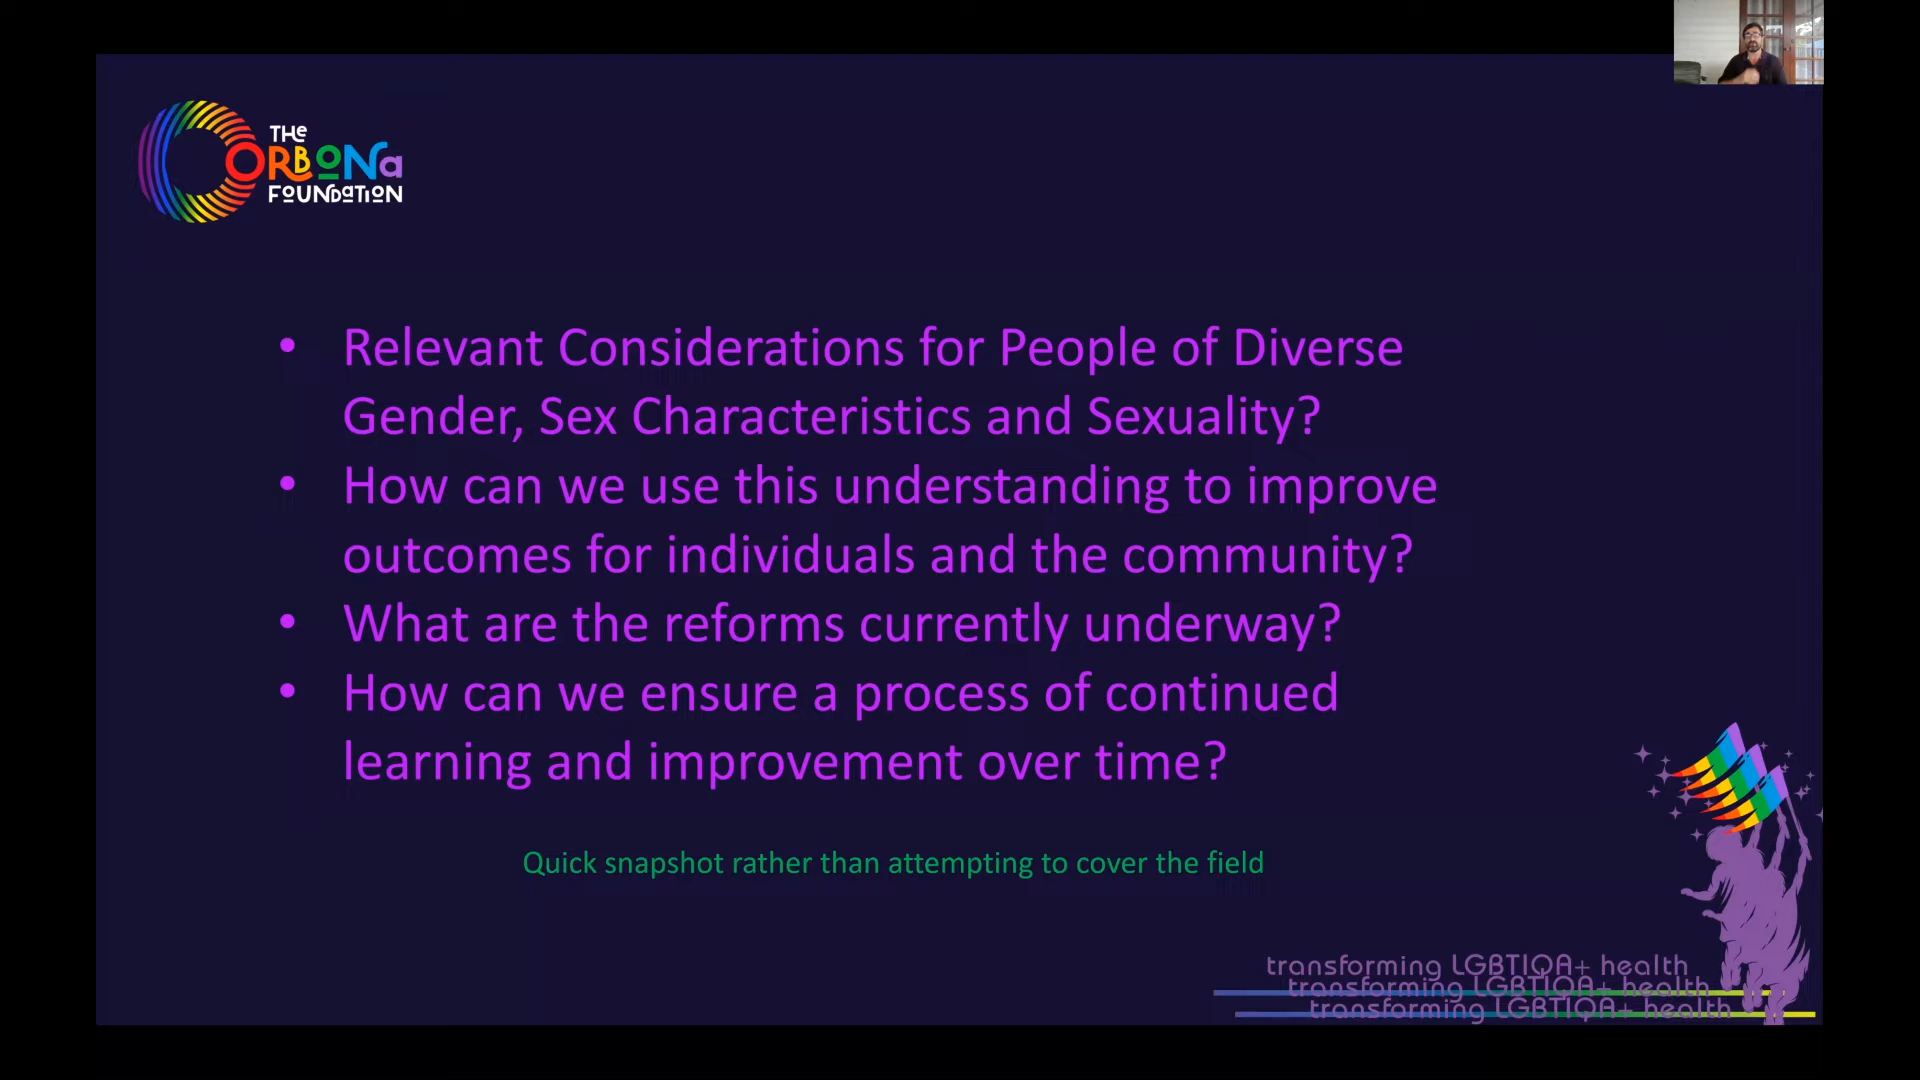 THe
ORBONa
FOUNDaTION
• Relevant Considerations for People of Diverse
Gender, Sex Characteristics and Sexuality?
• How can we use this understanding to improve
outcomes for individuals and the community?
• What are the reforms currently underway?
• How can we ensure a process of continued
learning and improvement over time?
Quick snapshot rather than attempting to cover the field
transforming LGBTIQA+ health
transforming LGBTIQA+ health
transforming LGBTIQA+ health